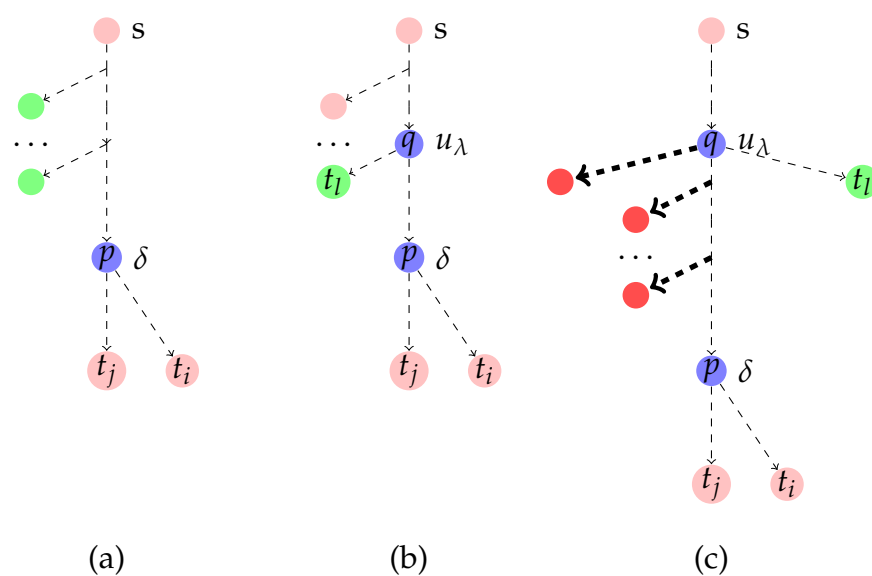 s s s
... ... q u_λ q u_λ
t_l t_l
...
p δ p δ
t_j t_i t_j t_i p δ
t_j t_i
(a) (b) (c)